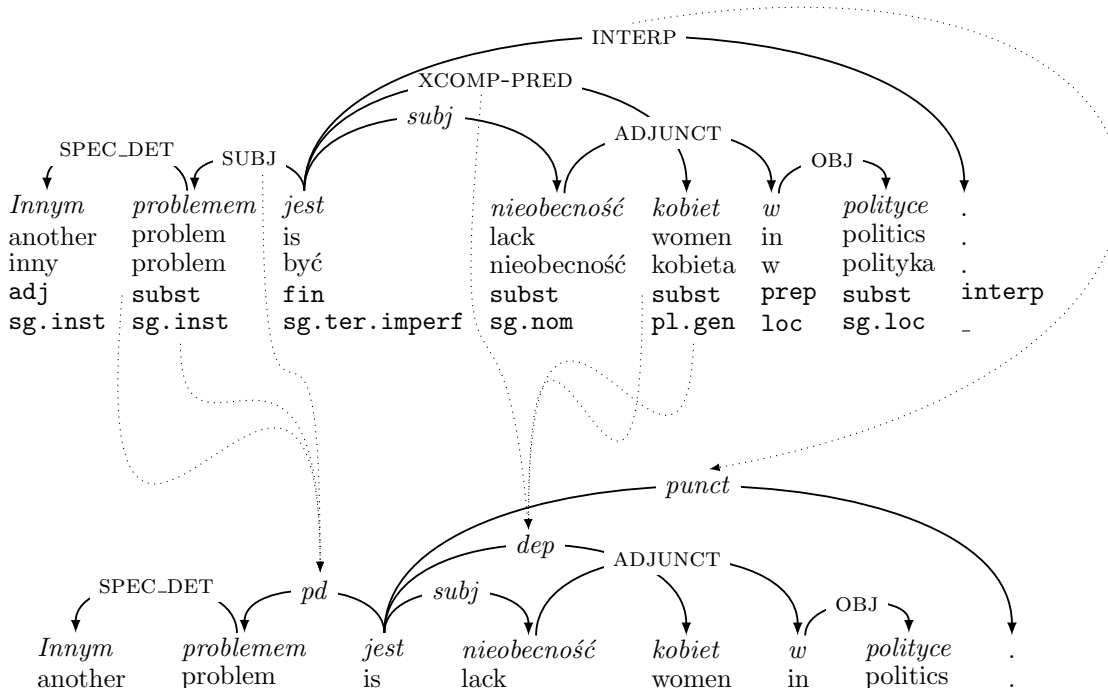 INTERP
XCOMP-PRED
subj
ADJUNCT
SPEC_DET SUBJ OBJ
Innym problemem jest nieobecność kobiet w polityce .
another problem is lack women in politics .
inny problem być nieobecność kobieta w polityka .
adj subst fin subst subst prep subst interp
sg.inst sg.inst sg.ter.imperf sg.nom pl.gen loc sg.loc _
punct
dep
ADJUNCT
SPEC_DET pd subj OBJ
Innym problemem jest nieobecność kobiet w polityce .
another problem is lack women in politics .